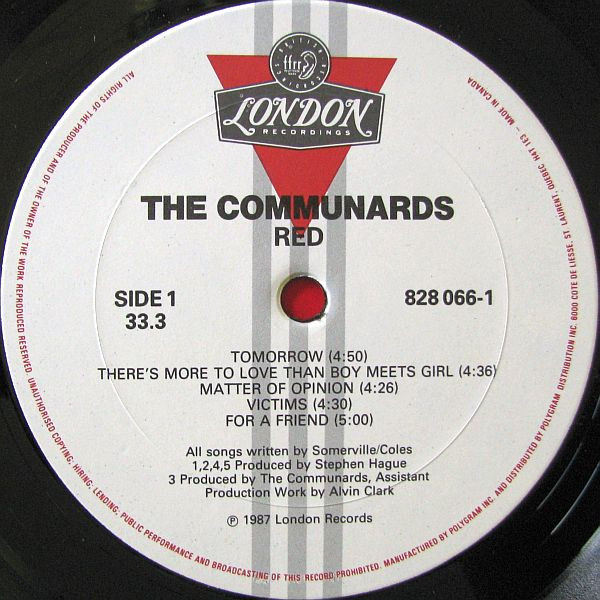 BRITISH
ffrr
RECORDINGS
LONDON
RECORDINGS
THE COMMUNARDS
RED
SIDE 1
33.3
828 066-1
TOMORROW (4:50)
THERE'S MORE TO LOVE THAN BOY MEETS GIRL (4:36)
MATTER OF OPINION (4:26)
VICTIMS (4:30)
FOR A FRIEND (5:00)
All songs written by Somerville/Coles
1,2,4,5 Produced by Stephen Hague
3 Produced by The Communards, Assistant
Production Work by Alvin Clark
℗ 1987 London Records
ALL RIGHTS OF THE PRODUCER AND OF THE OWNER OF THE WORK REPRODUCED RESERVED. UNAUTHORISED COPYING, HIRING, LENDING, PUBLIC PERFORMANCE AND BROADCASTING OF THIS RECORD PROHIBITED. MANUFACTURED BY POLYGRAM INC. AND DISTRIBUTED BY POLYGRAM DISTRIBUTION INC. 6000 COTE DE LIESSE, ST. LAURENT, QUEBEC H4T 1E3 – MADE IN CANADA